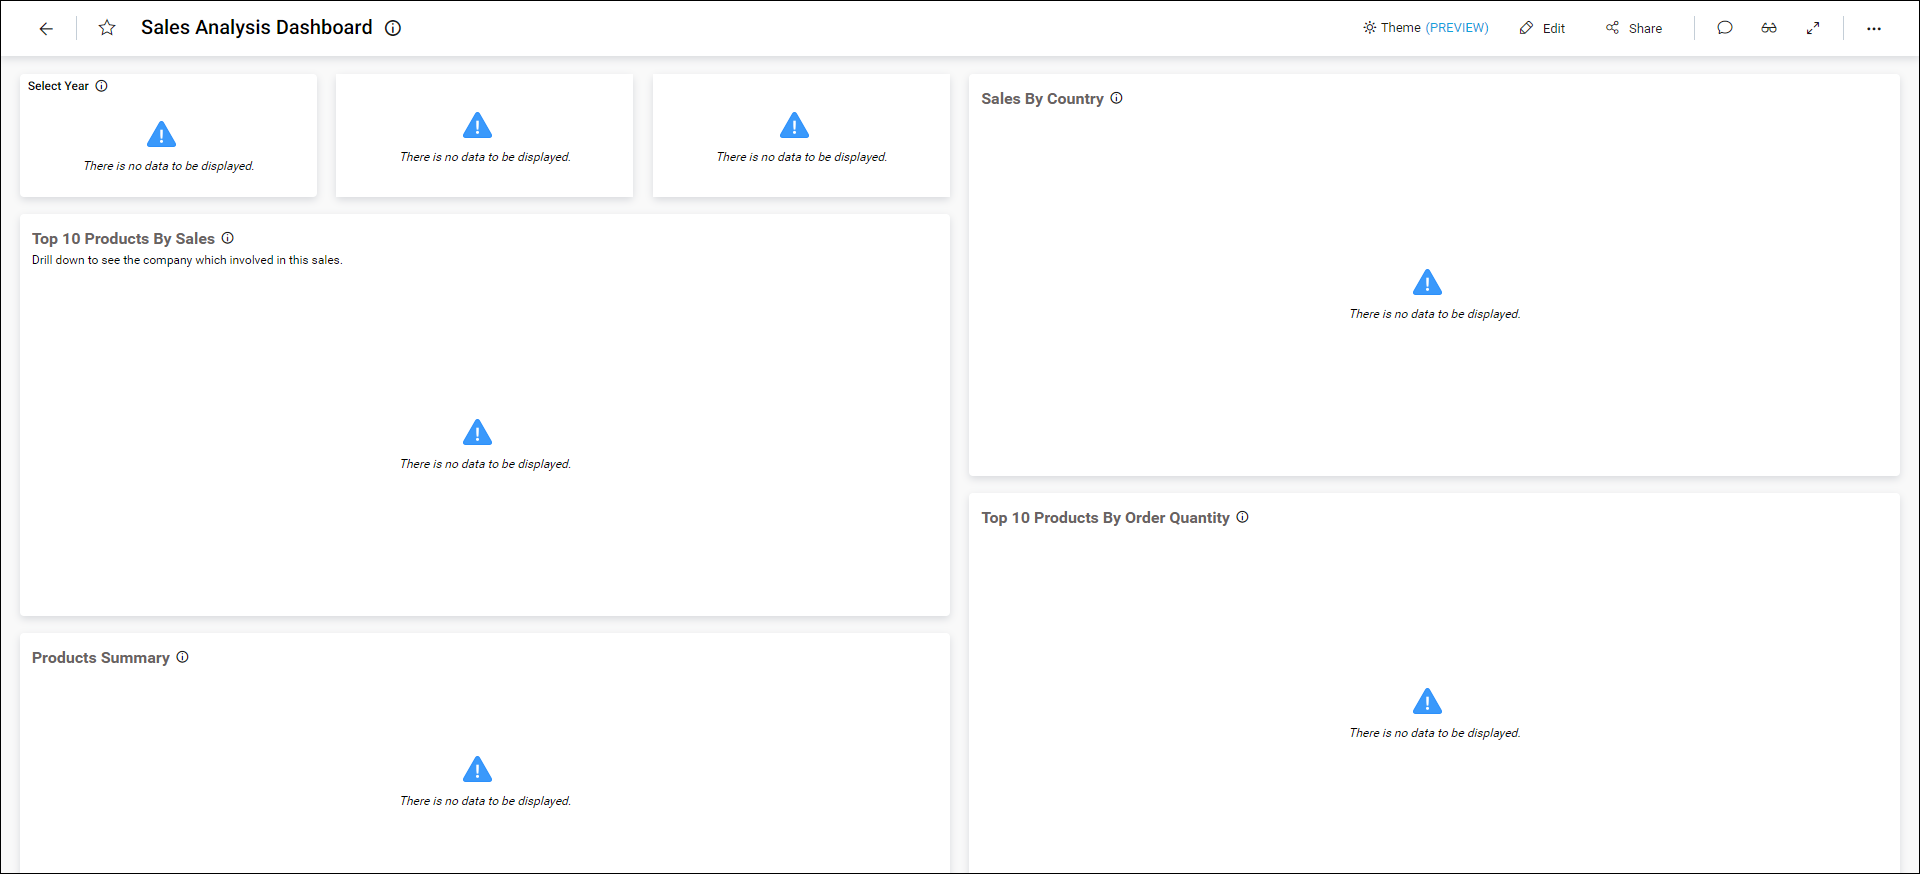 Sales Analysis Dashboard
Theme (PREVIEW)
Edit
Share
Select Year
There is no data to be displayed.
There is no data to be displayed.
There is no data to be displayed.
Sales By Country
There is no data to be displayed.
Top 10 Products By Sales
Drill down to see the company which involved in this sales.
There is no data to be displayed.
Top 10 Products By Order Quantity
There is no data to be displayed.
Products Summary
There is no data to be displayed.